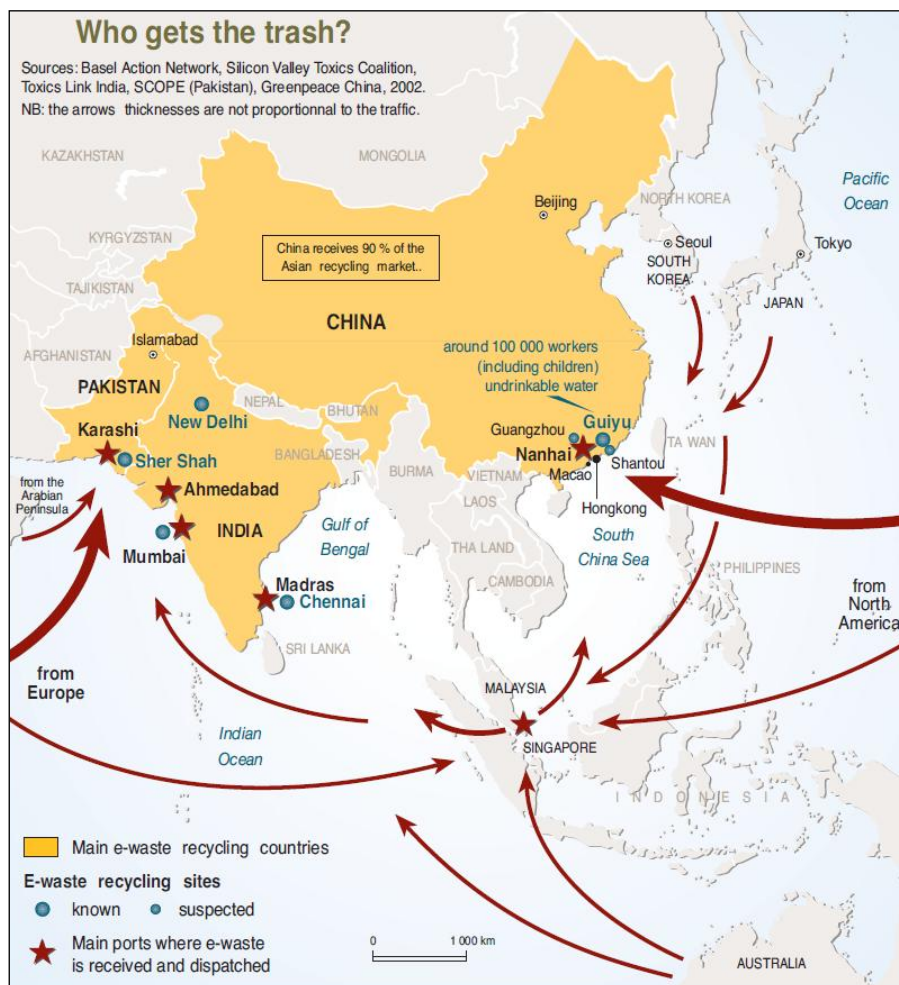 Who gets the trash?
Sources: Basel Action Network, Silicon Valley Toxics Coalition,
Toxics Link India, SCOPE (Pakistan), Greenpeace China, 2002.
NB: the arrows thicknesses are not proportionnal to the traffic.
KAZAKHSTAN
MONGOLIA
Pacific
Ocean
Beijing
NORTH KOREA
KYRGYZSTAN
Seoul
Tokyo
China receives 90 % of the
Asian recycling market..
SOUTH
KOREA
TAJIKISTAN
JAPAN
CHINA
Islamabad
around 100 000 workers
(including children)
undrinkable water
AFGHANISTAN
PAKISTAN
NEPAL
BHUTAN
New Delhi
Guiyu
Karashi
Guangzhou
TA WAN
BANGLADESH
Nanhai
Sher Shah
Shantou
BURMA
VIETNAM
Macao
from the
Arabian
Peninsula
Ahmedabad
LAOS
Hongkong
INDIA
Gulf of
Bengal
South
China Sea
Mumbai
THA LAND
PHILIPPINES
Madras
CAMBODIA
Chennai
from
North
America
SRI LANKA
from
Europe
MALAYSIA
Indian
Ocean
SINGAPORE
INDONESIA
Main e-waste recycling countries
E-waste recycling sites
known
suspected
Main ports where e-waste
is received and dispatched
0
1 000 km
AUSTRALIA